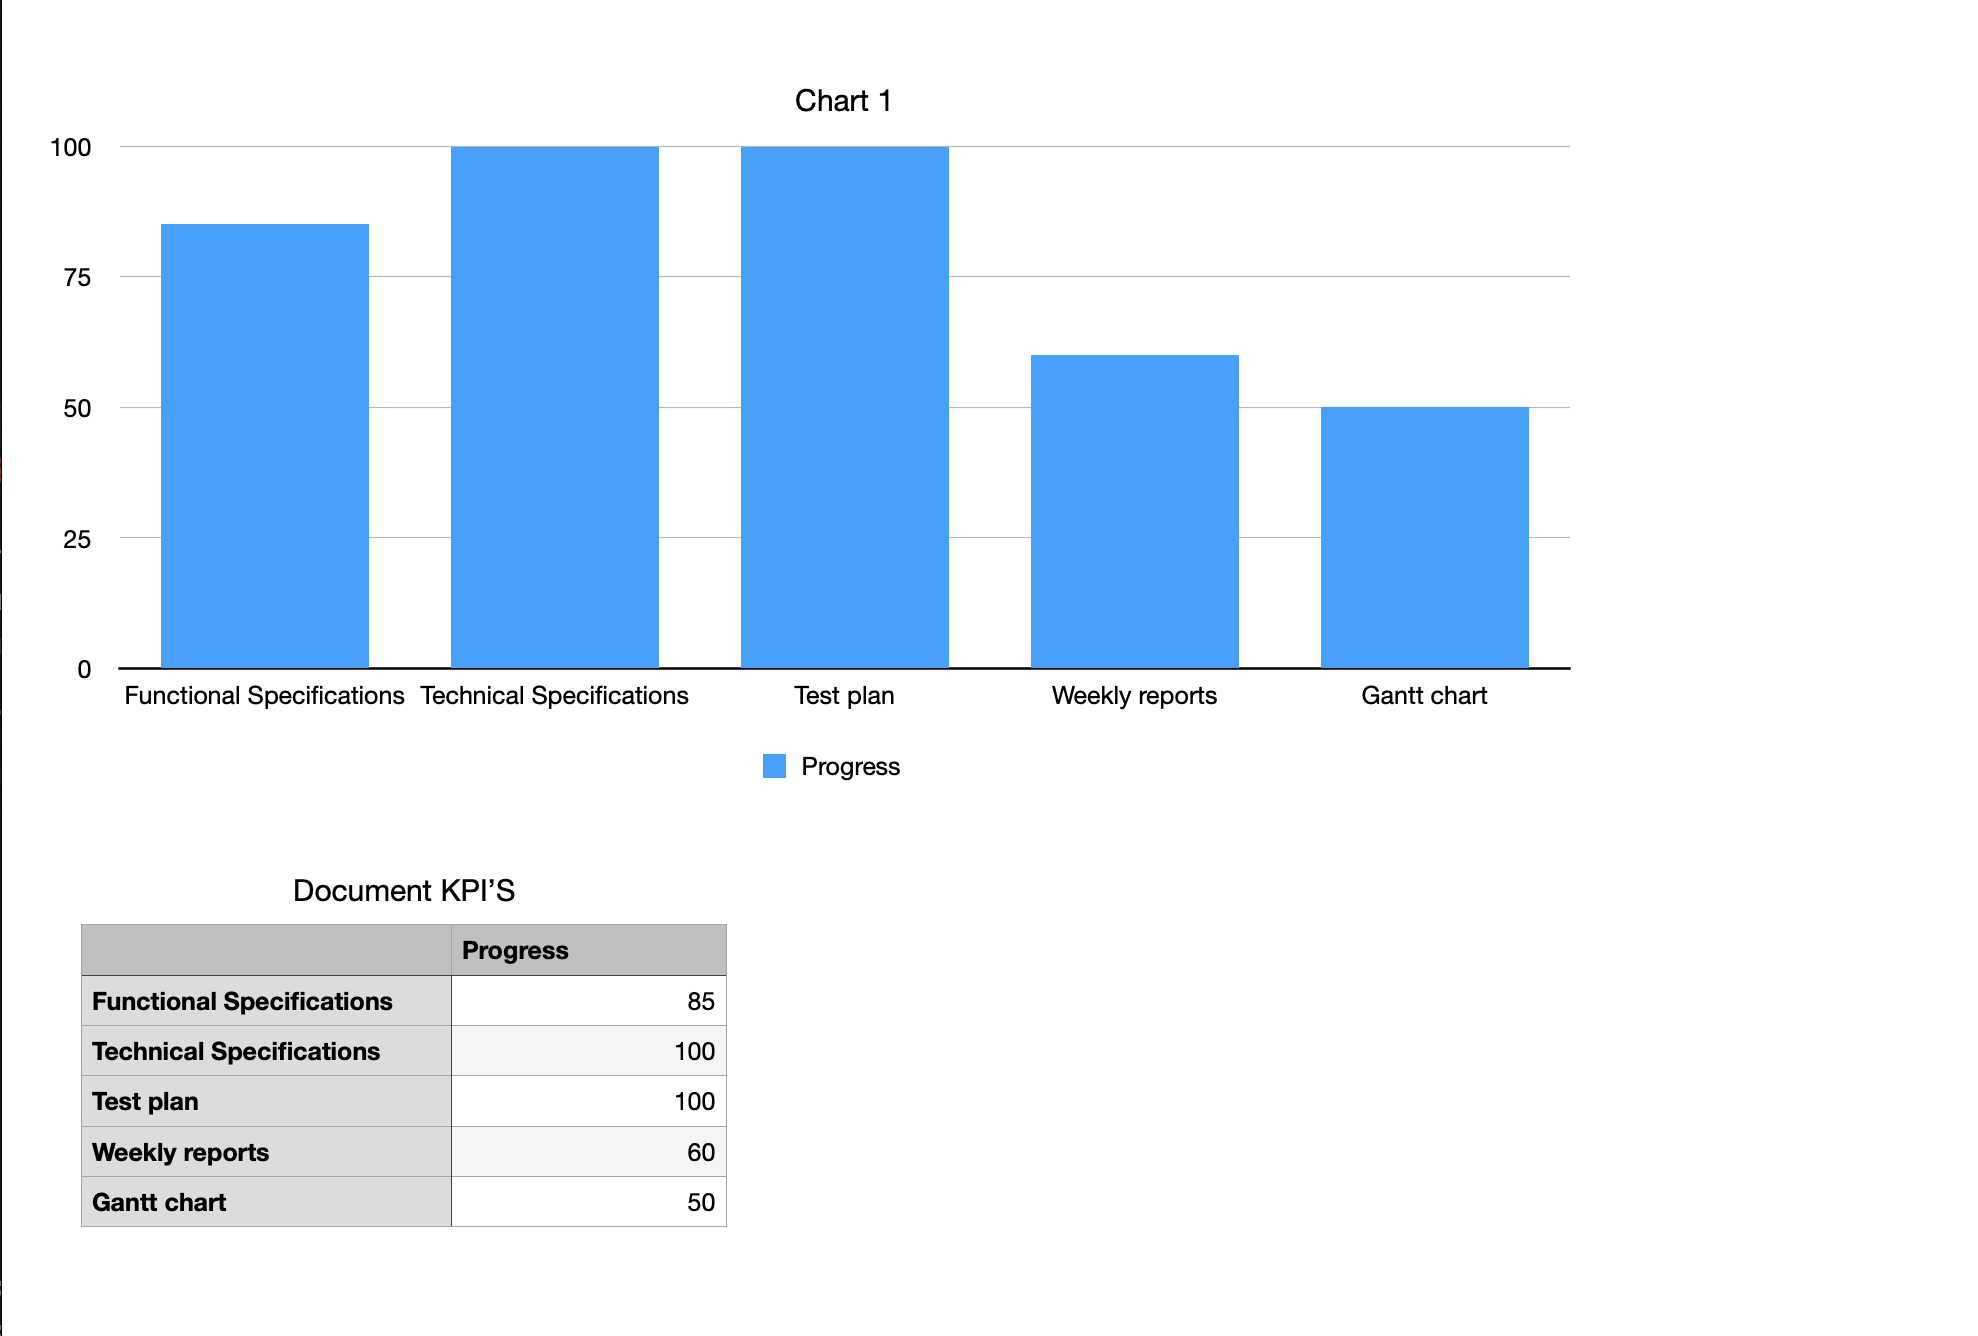 Chart 1
100
75
50
25
0
Functional Specifications Technical Specifications Test plan Weekly reports Gantt chart
Progress
Document KPI’S
Progress
Functional Specifications 85
Technical Specifications 100
Test plan 100
Weekly reports 60
Gantt chart 50